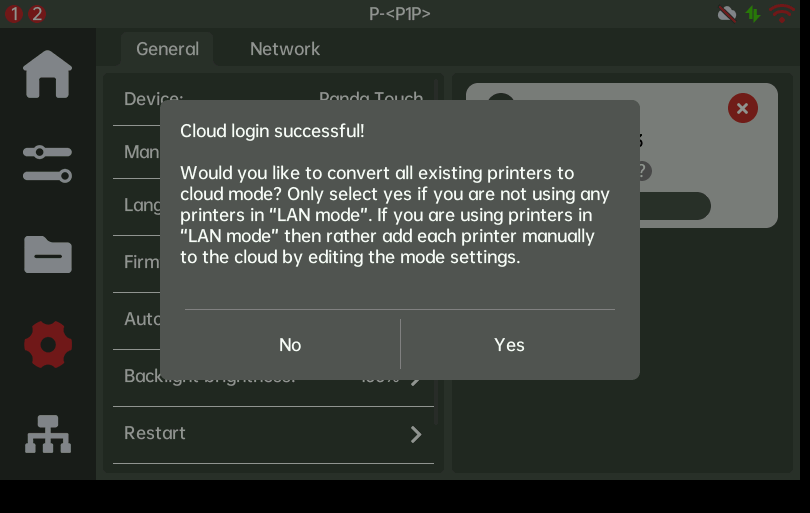 1 2 P-<P1P>
General Network
Device: Panda Touch
Cloud login successful!
Would you like to convert all existing printers to
cloud mode? Only select yes if you are not using any
printers in "LAN mode". If you are using printers in
"LAN mode" then rather add each printer manually
to the cloud by editing the mode settings.
No Yes
Man
Lang
Firm
Auto
Backlight brightness:
Restart
?